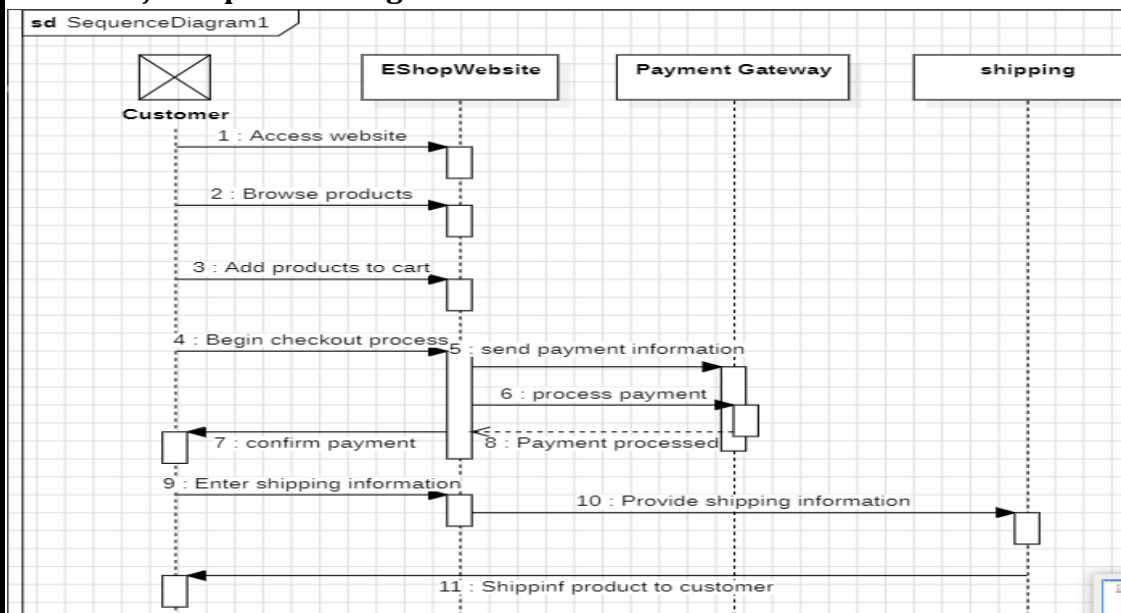 sd SequenceDiagram1
EShopWebsite
Payment Gateway
shipping
Customer
1 : Access website
2 : Browse products
3 : Add products to cart
4 : Begin checkout process
5 : send payment information
6 : process payment
7 : confirm payment
8 : Payment processed
9 : Enter shipping information
10 : Provide shipping information
11 : Shippinf product to customer